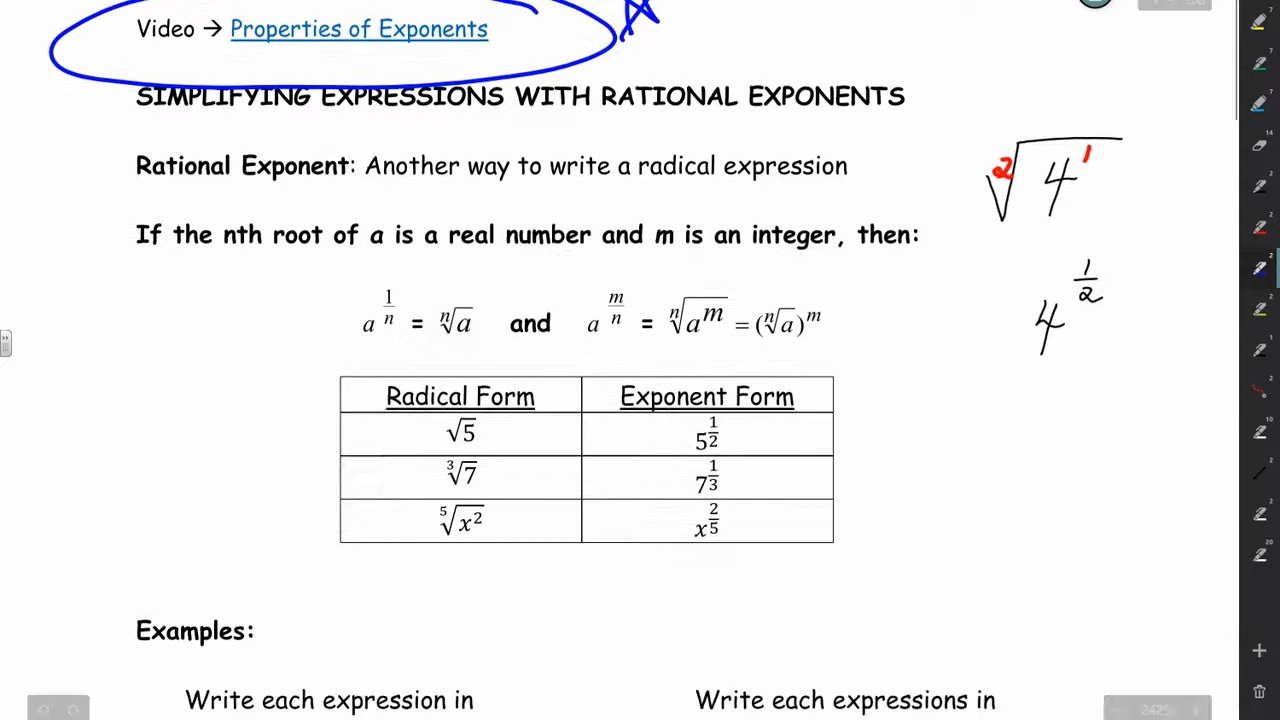 Video → Properties of Exponents
SIMPLIFYING EXPRESSIONS WITH RATIONAL EXPONENTS
Rational Exponent: Another way to write a radical expression
If the nth root of a is a real number and m is an integer, then:
a^(1/n) = ⁿ√a and a^(m/n) = ⁿ√(a^m) = (ⁿ√a)^m
²√(4¹)
4^(1/2)
Radical Form Exponent Form
√5 5^(1/2)
³√7 7^(1/3)
⁵√(x²) x^(2/5)
Examples:
Write each expression in Write each expressions in